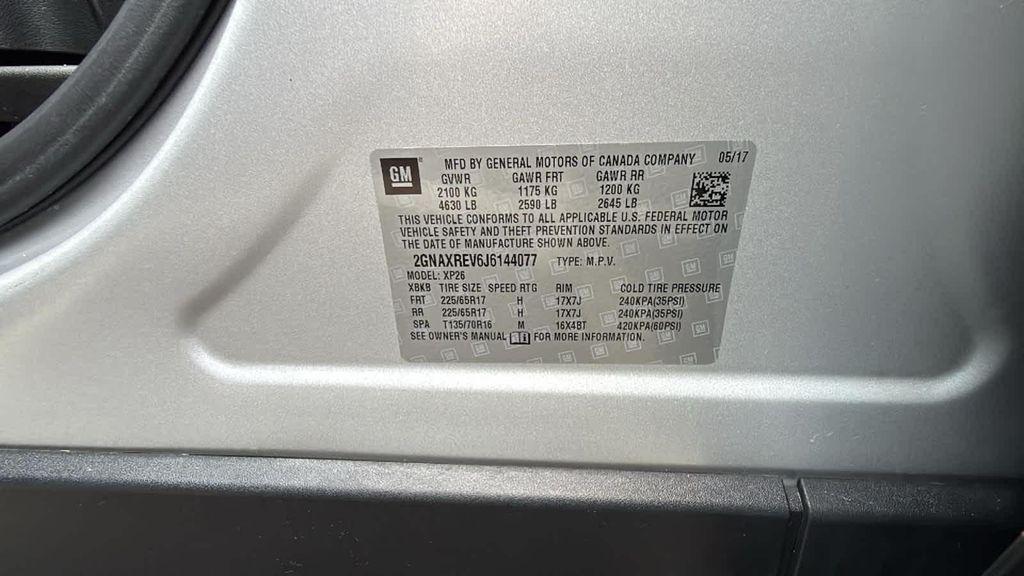 GM MFD BY GENERAL MOTORS OF CANADA COMPANY 05/17
GVWR GAWR FRT GAWR RR
2100 KG 1175 KG 1200 KG
4630 LB 2590 LB 2645 LB
THIS VEHICLE CONFORMS TO ALL APPLICABLE U.S. FEDERAL MOTOR
VEHICLE SAFETY AND THEFT PREVENTION STANDARDS IN EFFECT ON
THE DATE OF MANUFACTURE SHOWN ABOVE.
2GNAXREV6J6144077 TYPE: M.P.V.
MODEL: XP26
XBKB TIRE SIZE SPEED RTG RIM COLD TIRE PRESSURE
FRT 225/65R17 H 17X7J 240KPA(35PSI)
RR 225/65R17 H 17X7J 240KPA(35PSI)
SPA T135/70R16 M 16X4BT 420KPA(60PSI)
SEE OWNER'S MANUAL FOR MORE INFORMATION.